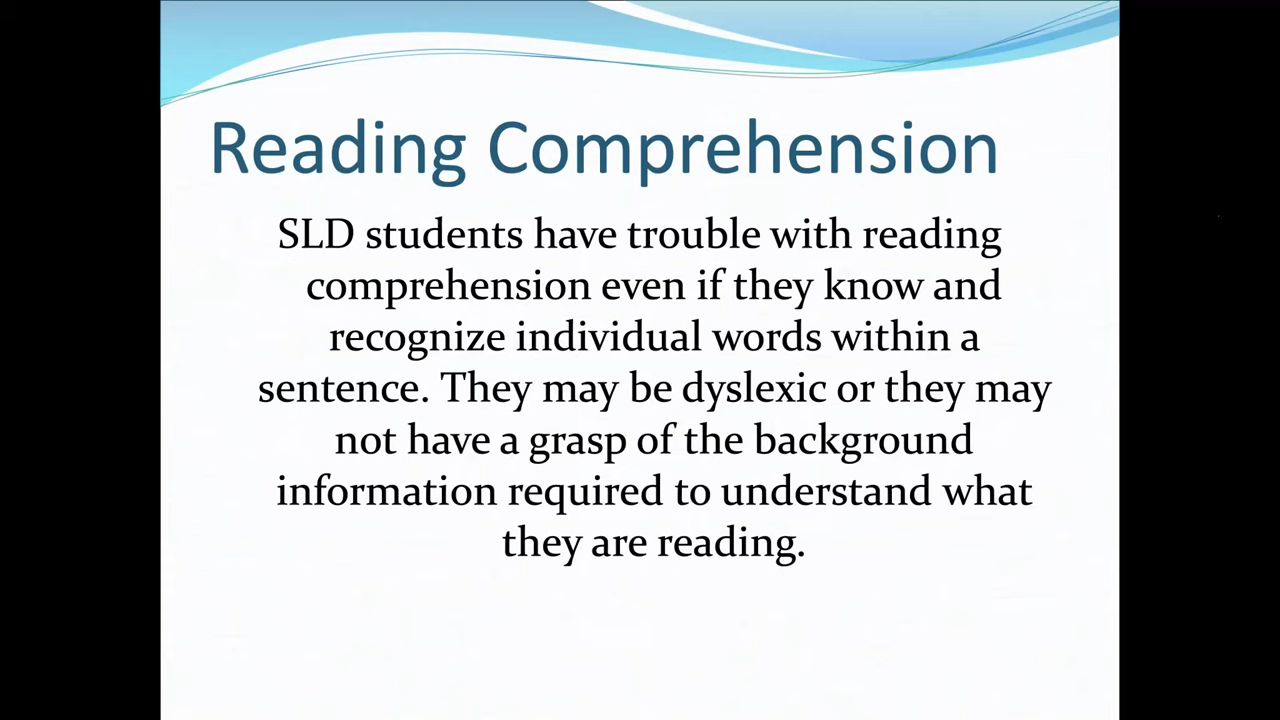 Reading Comprehension
SLD students have trouble with reading
comprehension even if they know and
recognize individual words within a
sentence. They may be dyslexic or they may
not have a grasp of the background
information required to understand what
they are reading.